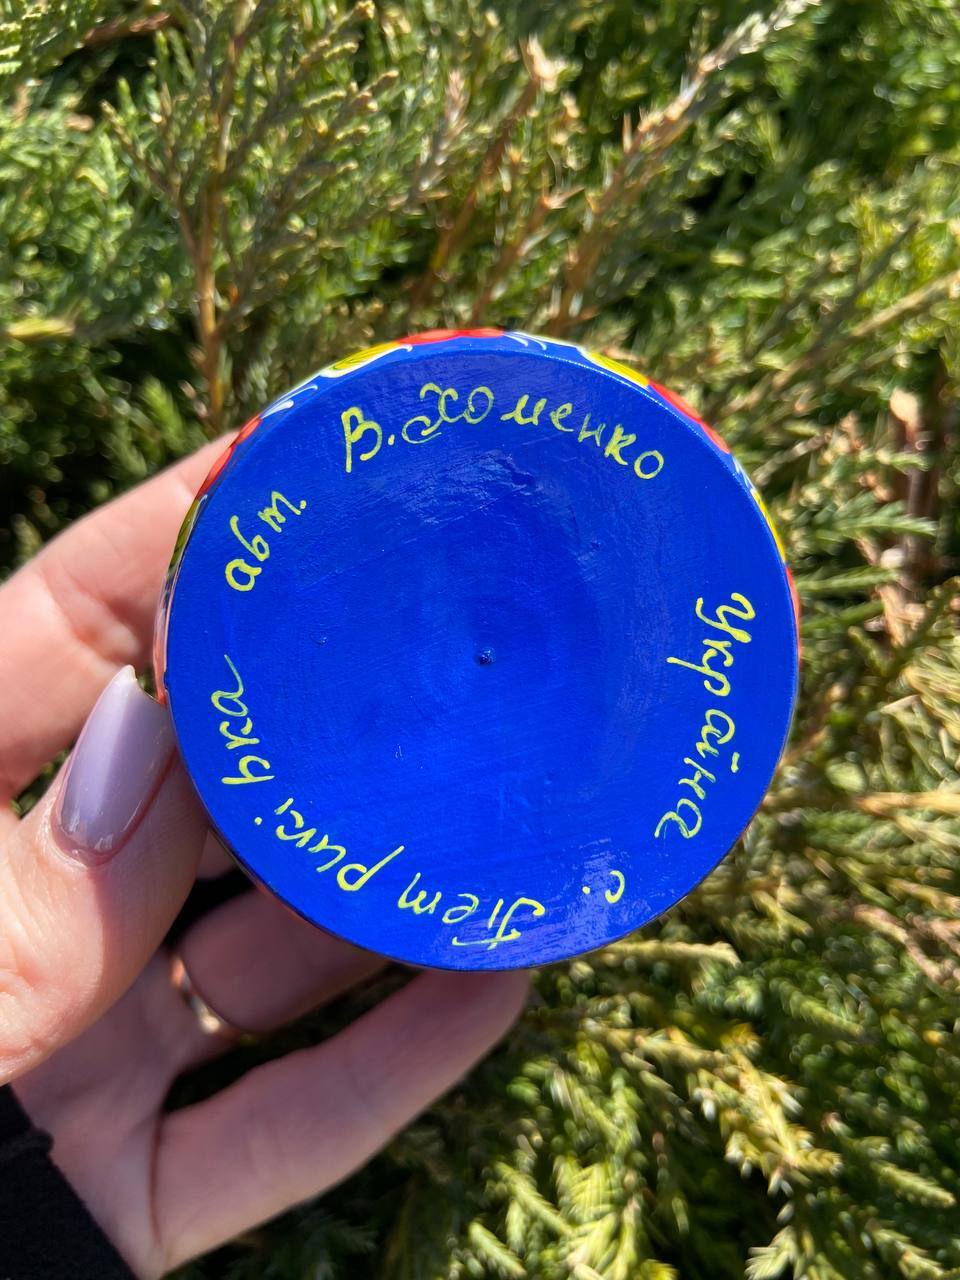 авт. В. Хоменко
Україна
с. Петриківка